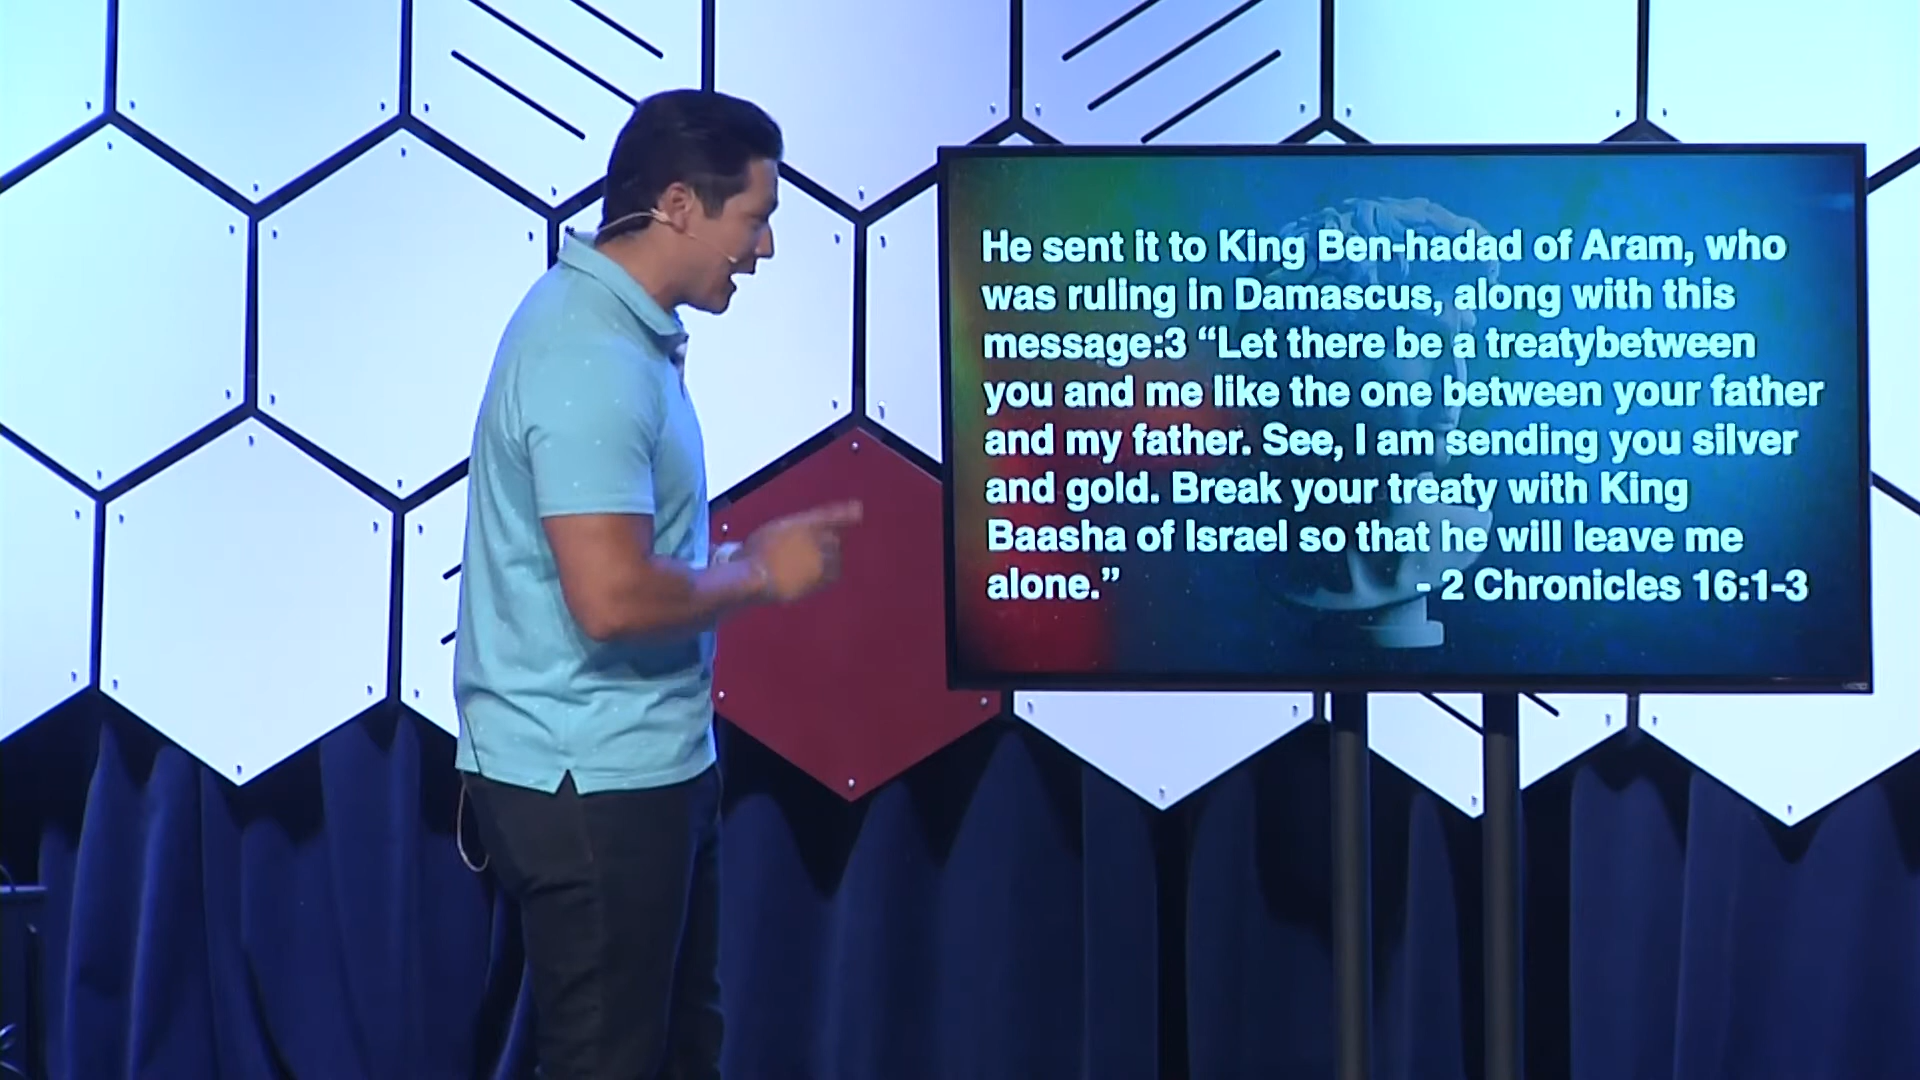 He sent it to King Ben-hadad of Aram, who
was ruling in Damascus, along with this
message:3 “Let there be a treatybetween
you and me like the one between your father
and my father. See, I am sending you silver
and gold. Break your treaty with King
Baasha of Israel so that he will leave me
alone.” - 2 Chronicles 16:1-3